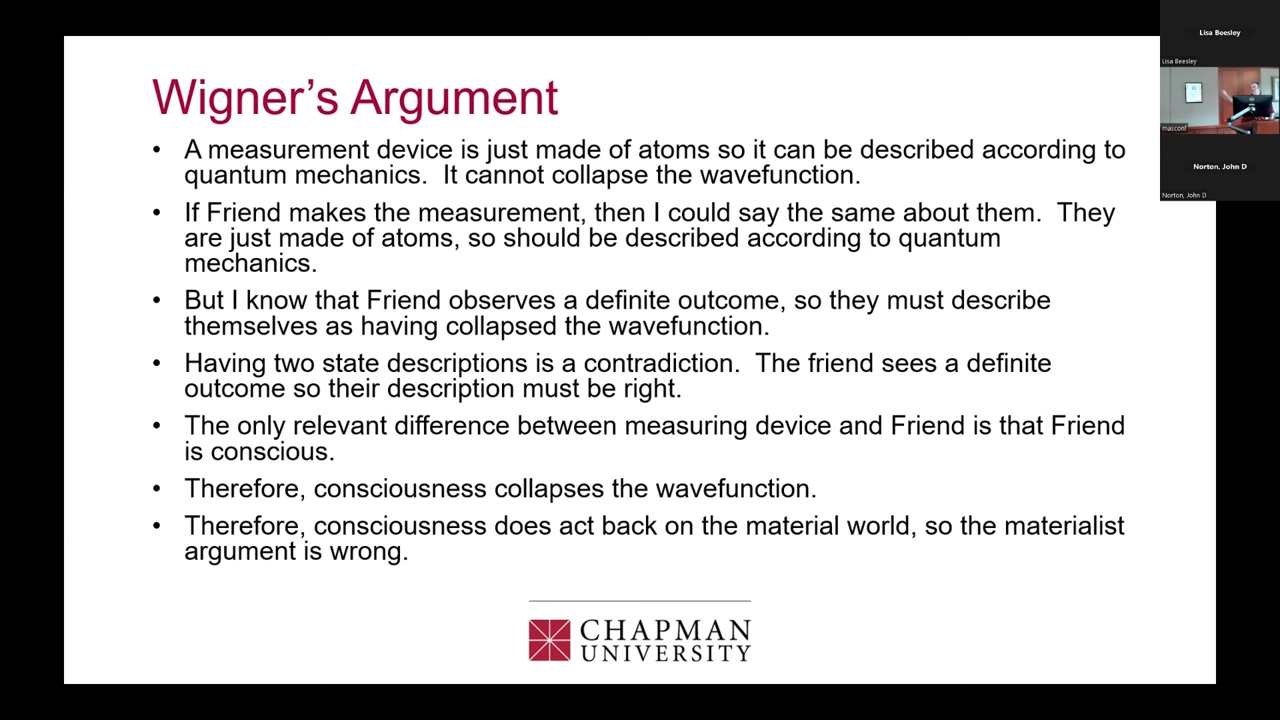 Wigner's Argument
• A measurement device is just made of atoms so it can be described according to
quantum mechanics.  It cannot collapse the wavefunction.
• If Friend makes the measurement, then I could say the same about them.  They
are just made of atoms, so should be described according to quantum
mechanics.
• But I know that Friend observes a definite outcome, so they must describe
themselves as having collapsed the wavefunction.
• Having two state descriptions is a contradiction.  The friend sees a definite
outcome so their description must be right.
• The only relevant difference between measuring device and Friend is that Friend
is conscious.
• Therefore, consciousness collapses the wavefunction.
• Therefore, consciousness does act back on the material world, so the materialist
argument is wrong.
CHAPMAN
UNIVERSITY
Lisa Beesley
Lisa Beesley
masconf
Norton, John D
Norton, John D